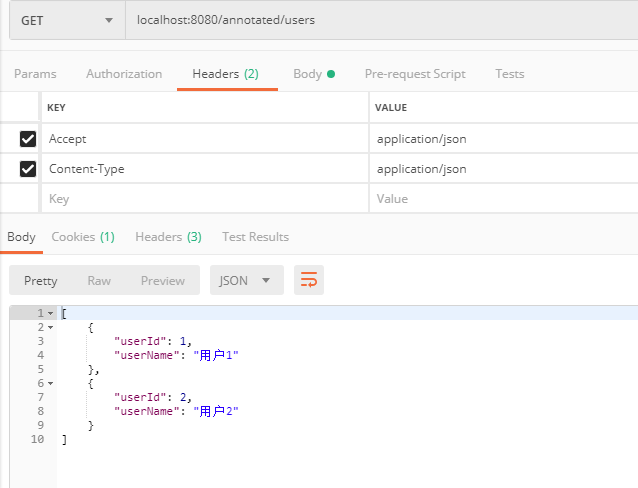 GET localhost:8080/annotated/users
Params Authorization Headers (2) Body Pre-request Script Tests
KEY VALUE
Accept application/json
Content-Type application/json
Key Value
Body Cookies (1) Headers (3) Test Results
Pretty Raw Preview JSON
1 [
2 {
3 "userId": 1,
4 "userName": "用户1"
5 },
6 {
7 "userId": 2,
8 "userName": "用户2"
9 }
10 ]